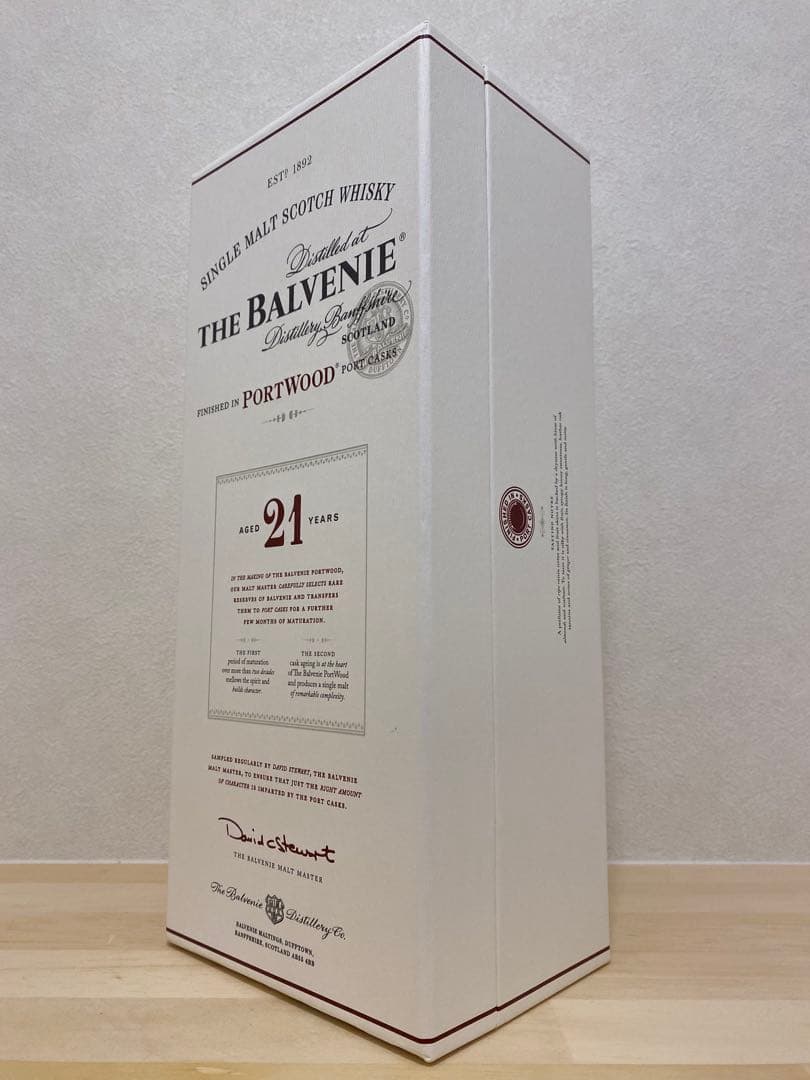 ESTD 1892
SINGLE MALT SCOTCH WHISKY
Distilled at
THE BALVENIE®
Distillery, Banffshire
SCOTLAND
FINISHED IN PORTWOOD® PORT CASKS
AGED 21 YEARS
IN THE MAKING OF THE BALVENIE PORTWOOD,
OUR MALT MASTER CAREFULLY SELECTS RARE
RESERVES OF BALVENIE AND TRANSFERS
THEM TO PORT CASKS FOR A FURTHER
FEW MONTHS OF MATURATION.
THE FIRST
period of maturation
over more than two decades
mellows the spirit and
builds character.
THE SECOND
cask ageing is at the heart
of The Balvenie PortWood
and produces a single malt
of remarkable complexity.
SAMPLED REGULARLY BY DAVID STEWART, THE BALVENIE
MALT MASTER, TO ENSURE THAT JUST THE RIGHT AMOUNT
OF CHARACTER IS IMPARTED BY THE PORT CASKS.
David C Stewart
THE BALVENIE MALT MASTER
The Balvenie Distillery Co.
BALVENIE MALTINGS, DUFFTOWN,
BANFFSHIRE, SCOTLAND AB55 4BB
FINISHED IN
PORT CASKS
TASTING NOTES